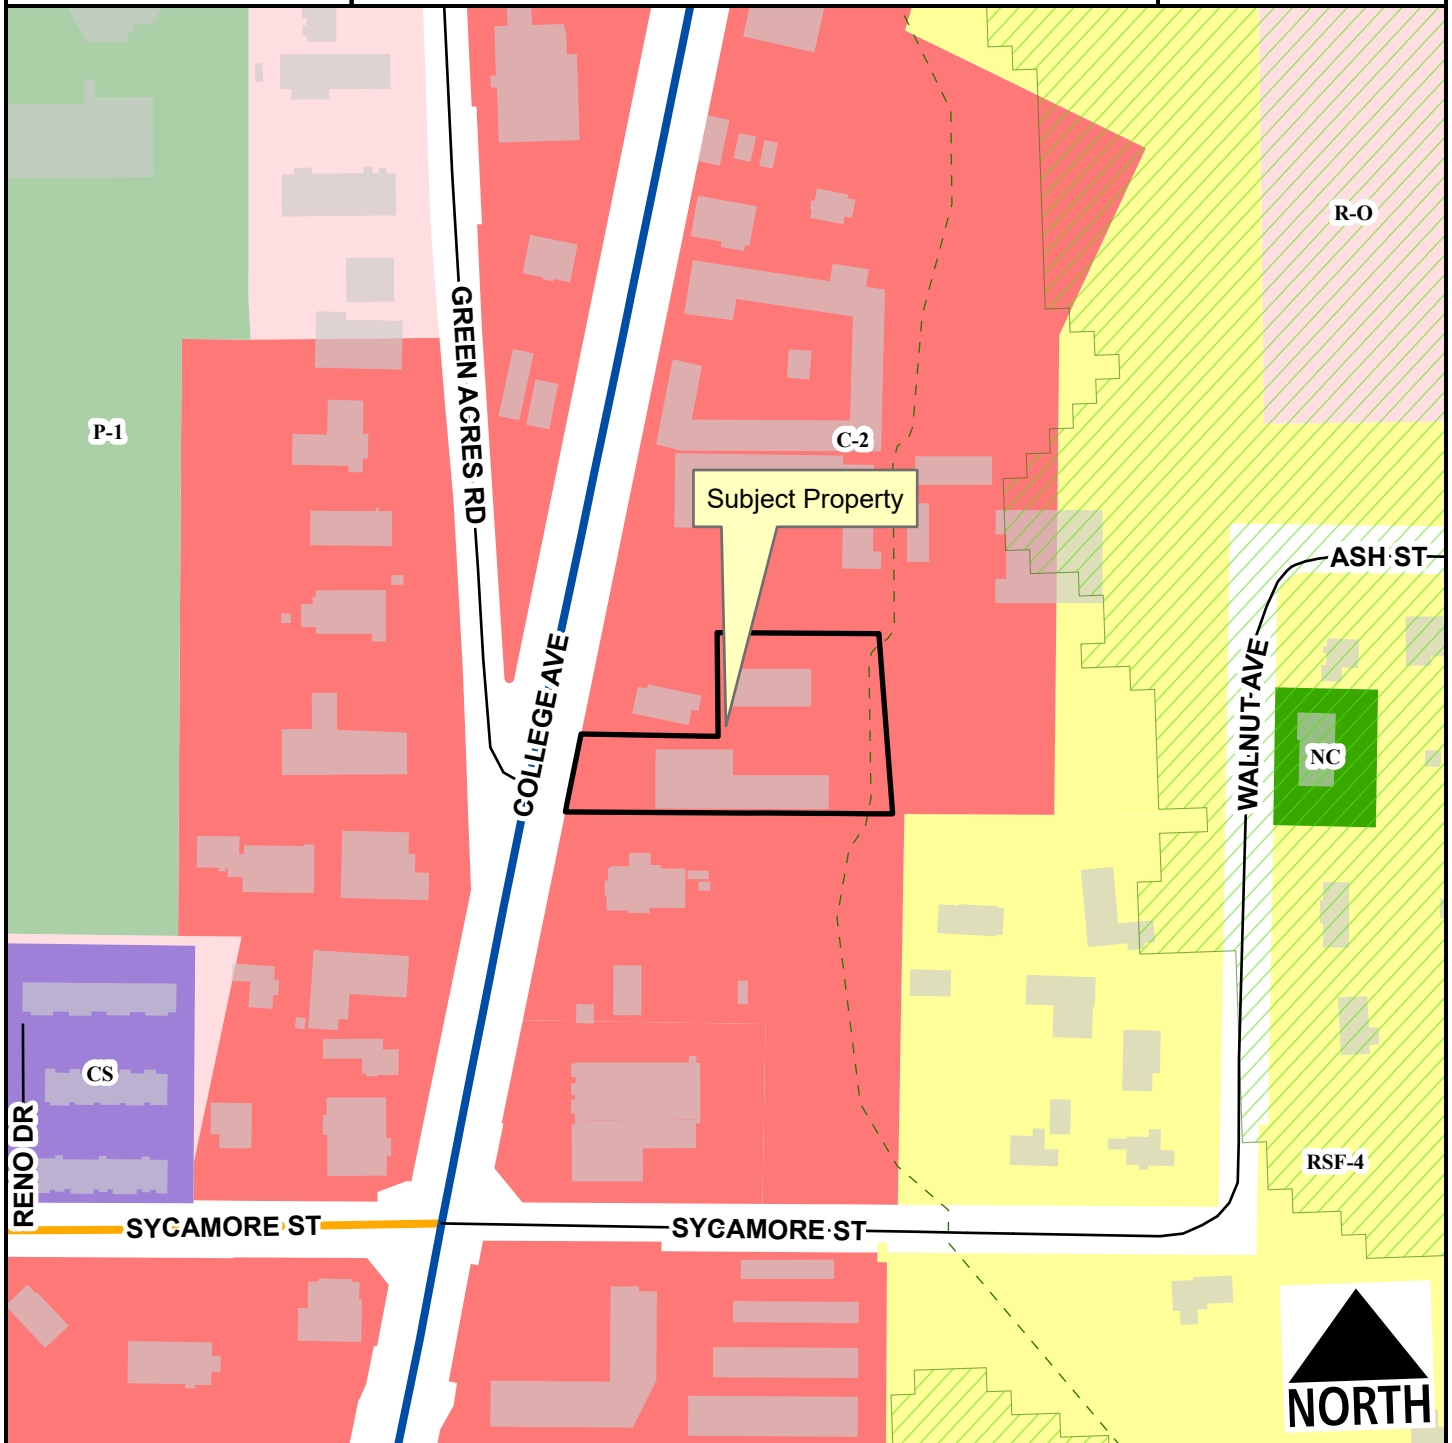 R-O
GREEN ACRES RD
P-1
C-2
Subject Property
ASH ST
COLLEGE AVE
WALNUT AVE
NC
CS
RENO DR
RSF-4
SYCAMORE ST
SYCAMORE ST
NORTH